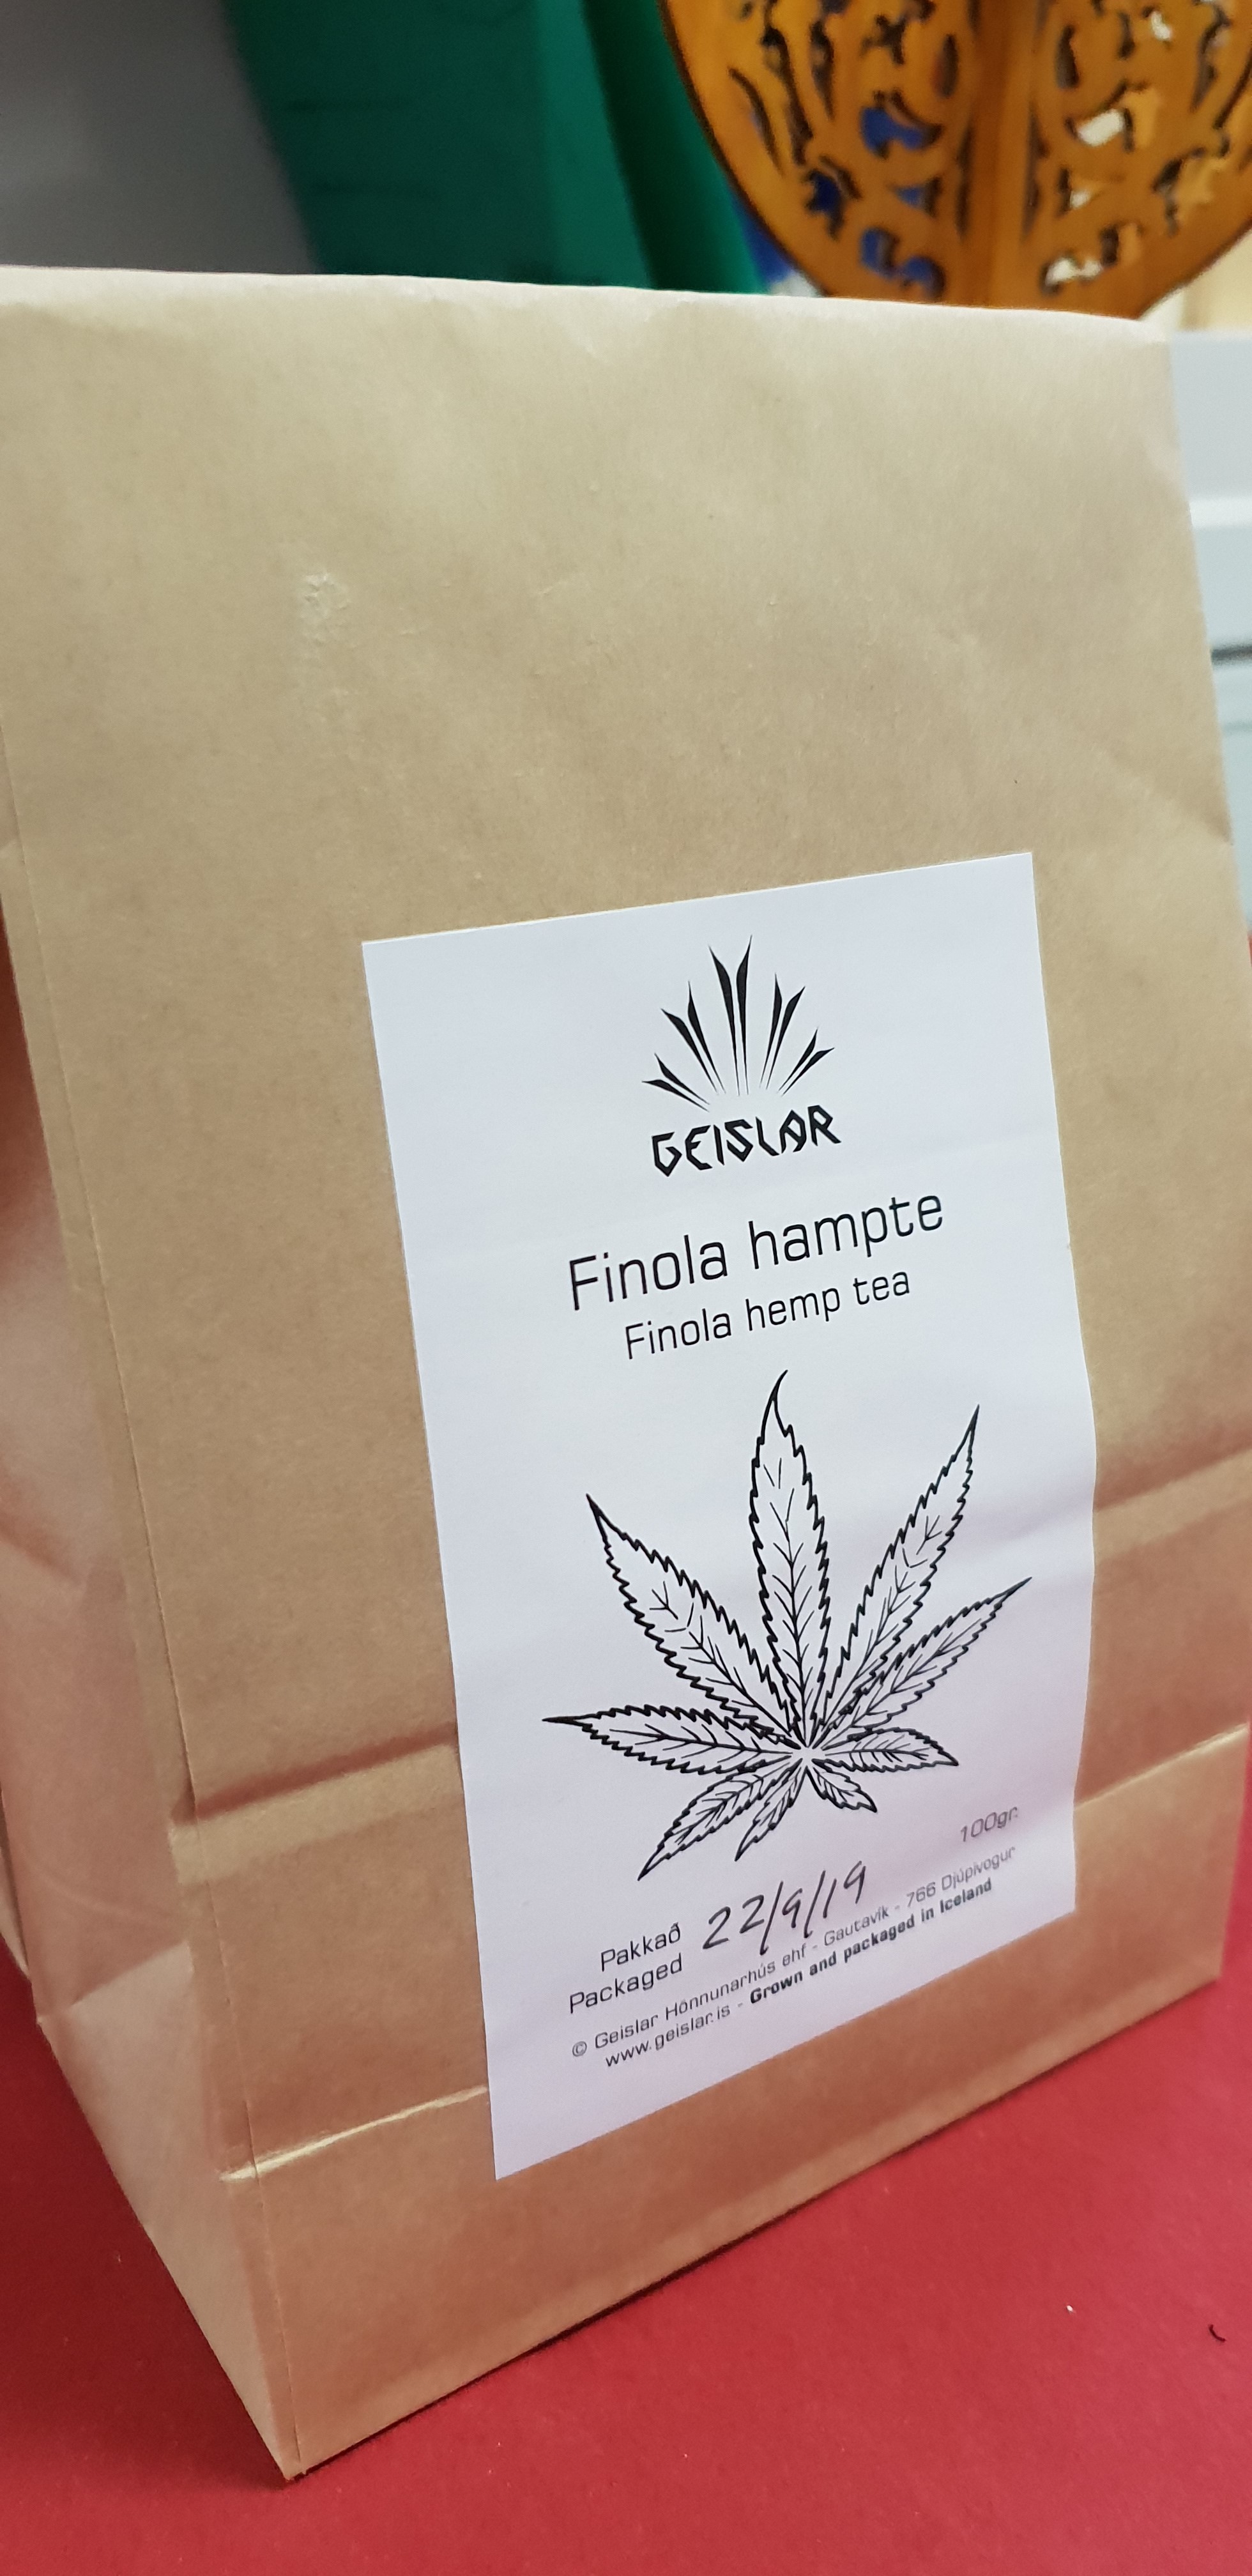 GEISLAR
Finola hampte
Finola hemp tea
100gr.
Pakkað
Packaged 22/9/19
© Geislar Hönnunarhús ehf - Gautavík - 766 Djúpivogur
www.geislar.is - Grown and packaged in Iceland